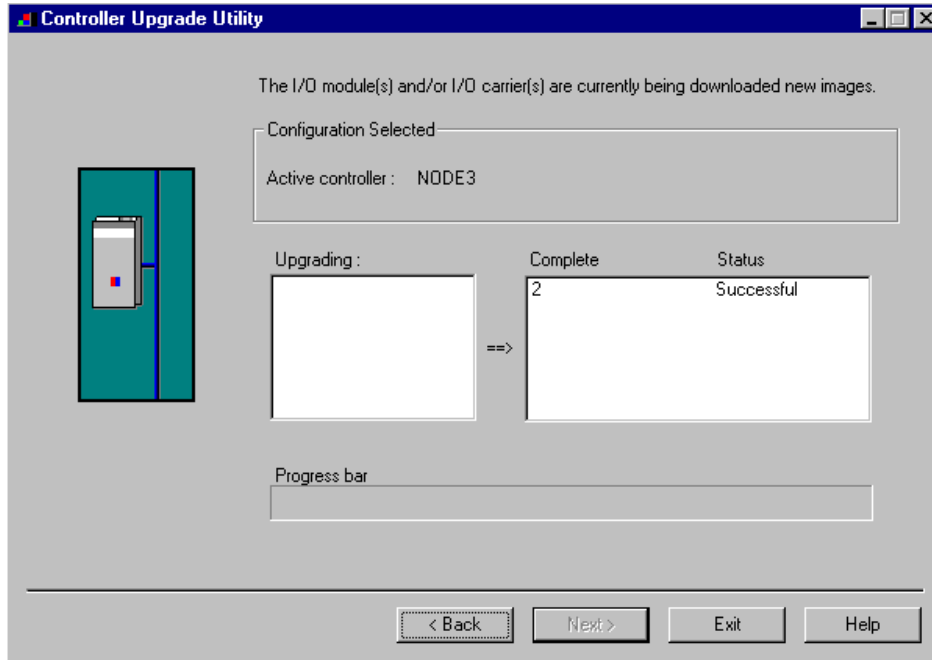 Controller Upgrade Utility
The I/O module(s) and/or I/O carrier(s) are currently being downloaded new images.
Configuration Selected
Active controller : NODE3
Upgrading :
Complete Status
2 Successful
==>
Progress bar
< Back Next > Exit Help